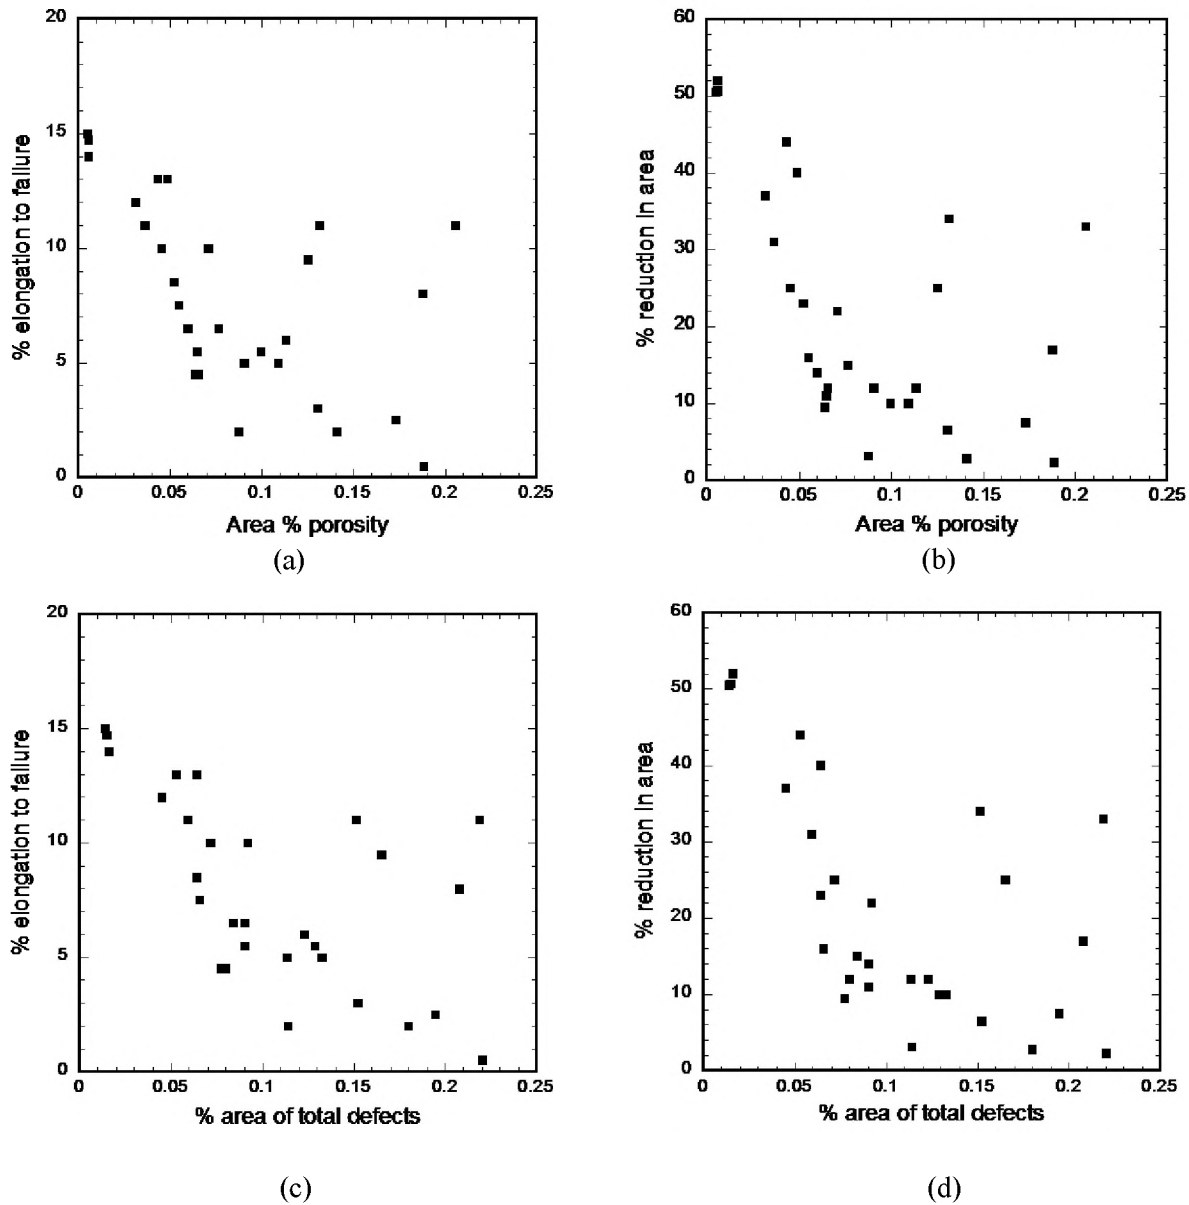 20
15
10
5
0
% elongation to failure
0 0.05 0.1 0.15 0.2 0.25
Area % porosity
(a)
60
50
40
30
20
10
0
% reduction in area
0 0.05 0.1 0.15 0.2 0.25
Area % porosity
(b)
20
15
10
5
0
% elongation to failure
0 0.05 0.1 0.15 0.2 0.25
% area of total defects
(c)
60
50
40
30
20
10
0
% reduction in area
0 0.05 0.1 0.15 0.2 0.25
% area of total defects
(d)